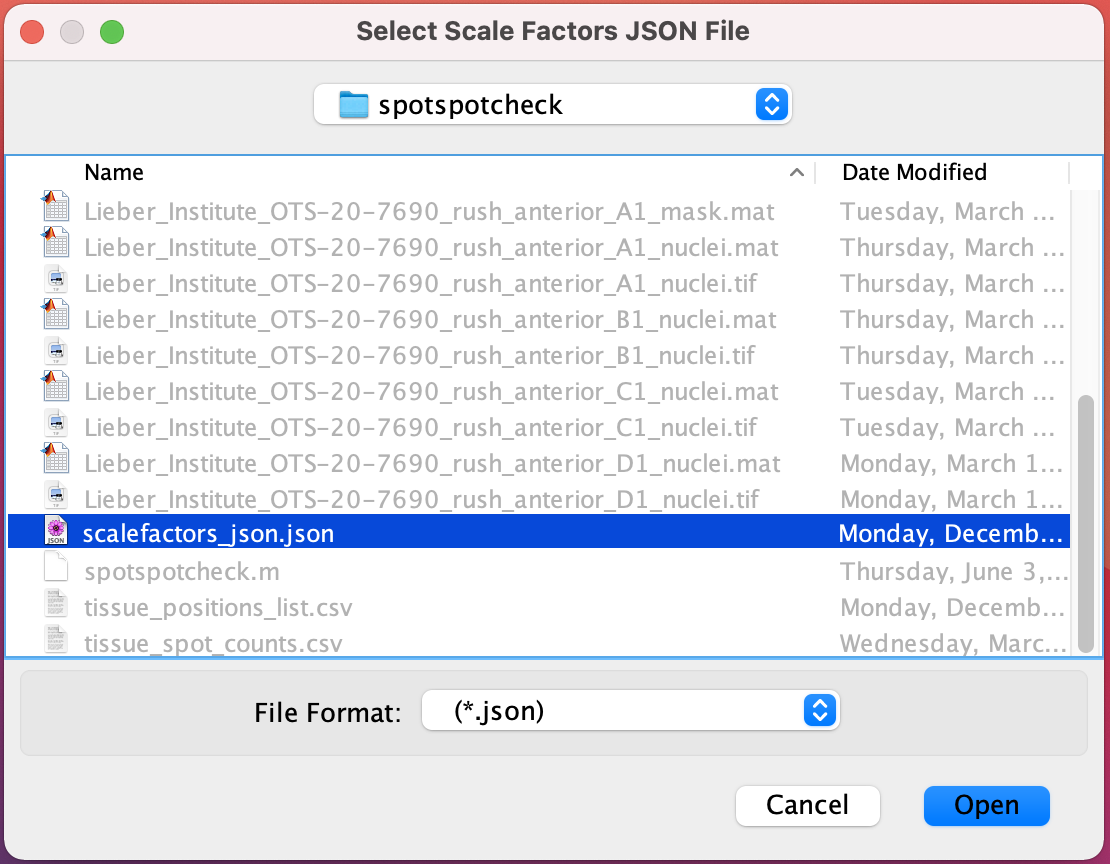 Select Scale Factors JSON File
spotspotcheck
Name Date Modified
Lieber_Institute_OTS-20-7690_rush_anterior_A1_mask.mat Tuesday, March ...
Lieber_Institute_OTS-20-7690_rush_anterior_A1_nuclei.mat Thursday, March ...
Lieber_Institute_OTS-20-7690_rush_anterior_A1_nuclei.tif Thursday, March ...
Lieber_Institute_OTS-20-7690_rush_anterior_B1_nuclei.mat Thursday, March ...
Lieber_Institute_OTS-20-7690_rush_anterior_B1_nuclei.tif Thursday, March ...
Lieber_Institute_OTS-20-7690_rush_anterior_C1_nuclei.mat Tuesday, March ...
Lieber_Institute_OTS-20-7690_rush_anterior_C1_nuclei.tif Tuesday, March ...
Lieber_Institute_OTS-20-7690_rush_anterior_D1_nuclei.mat Monday, March 1...
Lieber_Institute_OTS-20-7690_rush_anterior_D1_nuclei.tif Monday, March 1...
JSON scalefactors_json.json Monday, Decemb...
spotspotcheck.m Thursday, June 3,...
tissue_positions_list.csv Monday, Decemb...
tissue_spot_counts.csv Wednesday, Marc...
File Format: (*.json)
Cancel Open